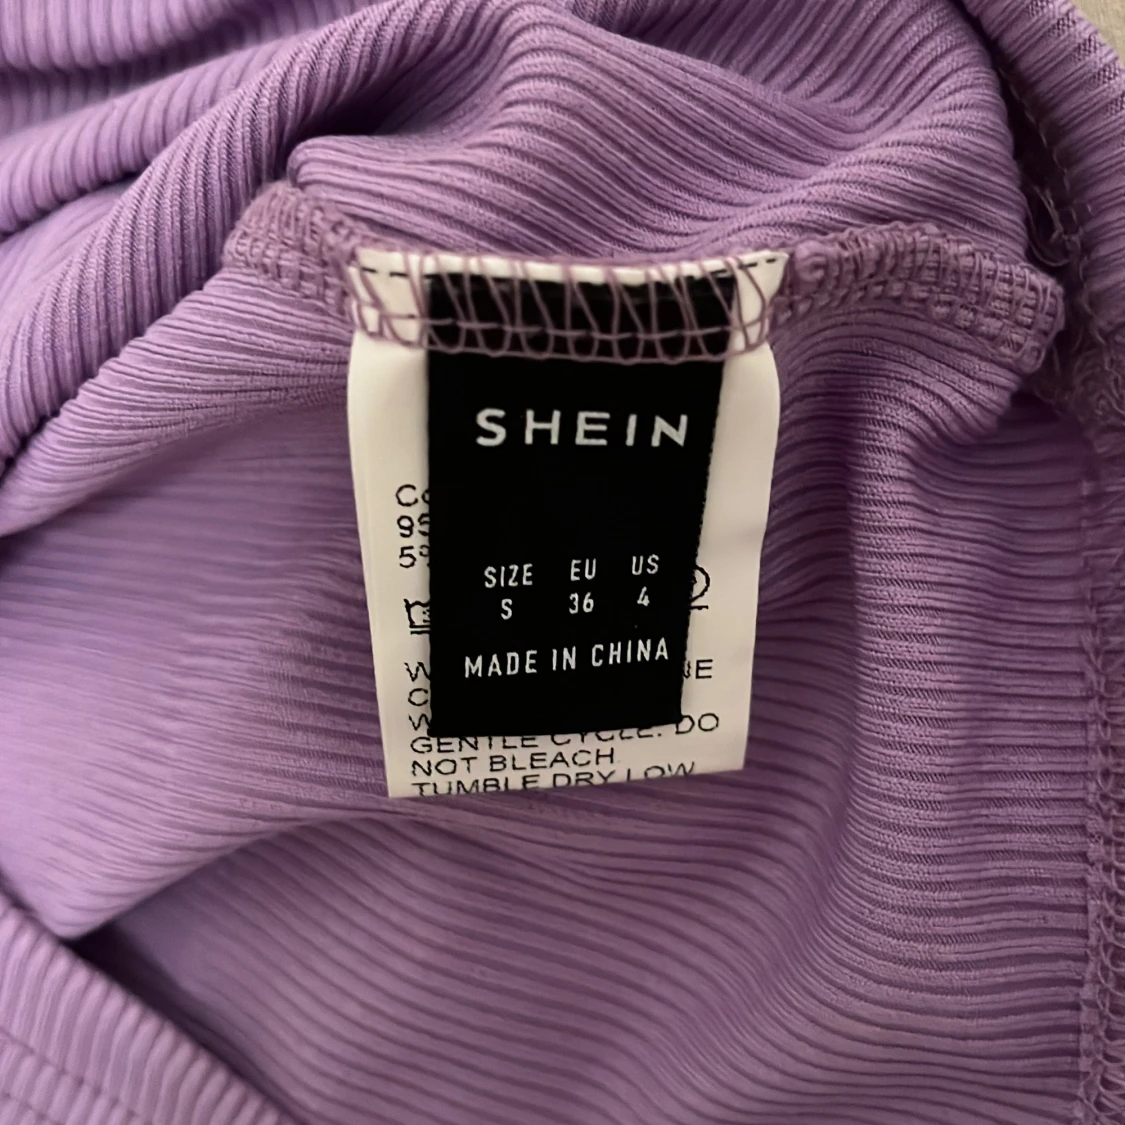 SHEIN
SIZE EU US
S 36 4
MADE IN CHINA
GENTLE CYCLE. DO
NOT BLEACH
TUMBLE DRY LOW